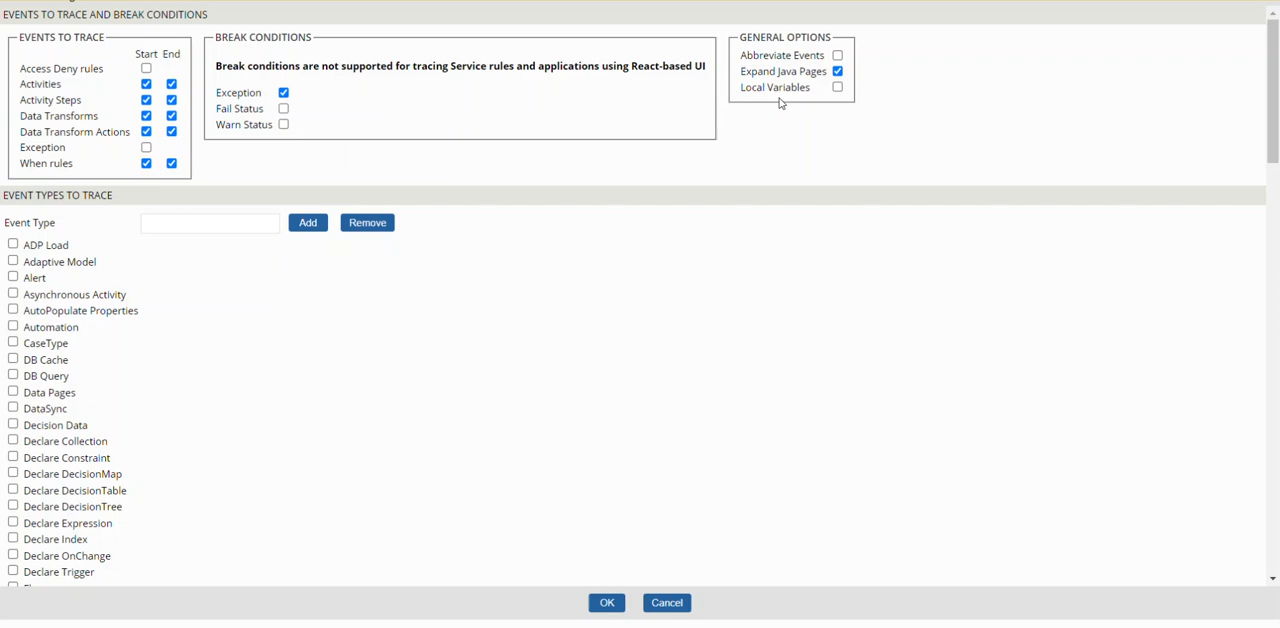 EVENTS TO TRACE AND BREAK CONDITIONS
EVENTS TO TRACE
Start End
Access Deny rules
Activities
Activity Steps
Data Transforms
Data Transform Actions
Exception
When rules
BREAK CONDITIONS
Break conditions are not supported for tracing Service rules and applications using React-based UI
Exception
Fail Status
Warn Status
GENERAL OPTIONS
Abbreviate Events
Expand Java Pages
Local Variables
EVENT TYPES TO TRACE
Event Type
Add
Remove
ADP Load
Adaptive Model
Alert
Asynchronous Activity
AutoPopulate Properties
Automation
CaseType
DB Cache
DB Query
Data Pages
DataSync
Decision Data
Declare Collection
Declare Constraint
Declare DecisionMap
Declare DecisionTable
Declare DecisionTree
Declare Expression
Declare Index
Declare OnChange
Declare Trigger
OK
Cancel